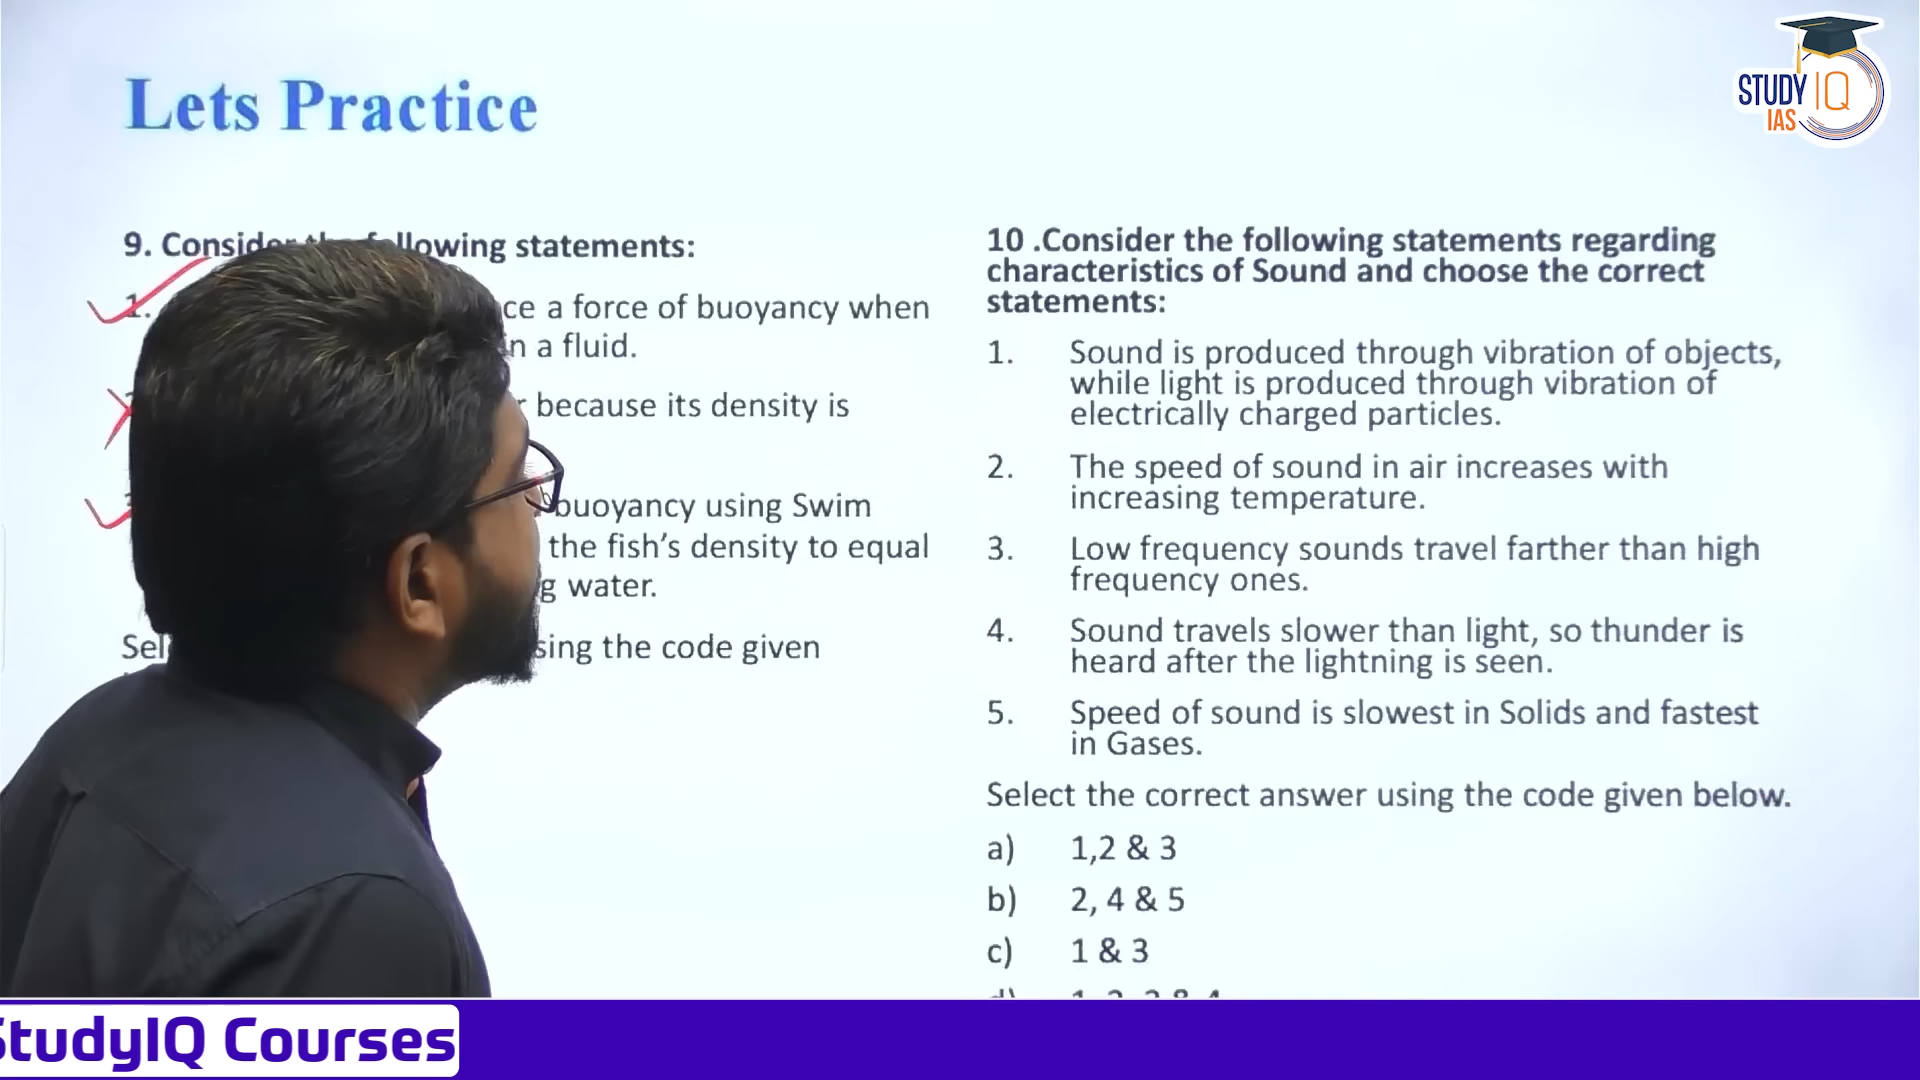 Lets Practice
STUDY IQ
IAS
9. Consider the following statements:
1. a force of buoyancy when
a fluid.
because its density is
buoyancy using Swim
the fish’s density to equal
water.
using the code given
10 .Consider the following statements regarding
characteristics of Sound and choose the correct
statements:
1. Sound is produced through vibration of objects,
while light is produced through vibration of
electrically charged particles.
2. The speed of sound in air increases with
increasing temperature.
3. Low frequency sounds travel farther than high
frequency ones.
4. Sound travels slower than light, so thunder is
heard after the lightning is seen.
5. Speed of sound is slowest in Solids and fastest
in Gases.
Select the correct answer using the code given below.
a) 1,2 & 3
b) 2, 4 & 5
c) 1 & 3
StudyIQ Courses